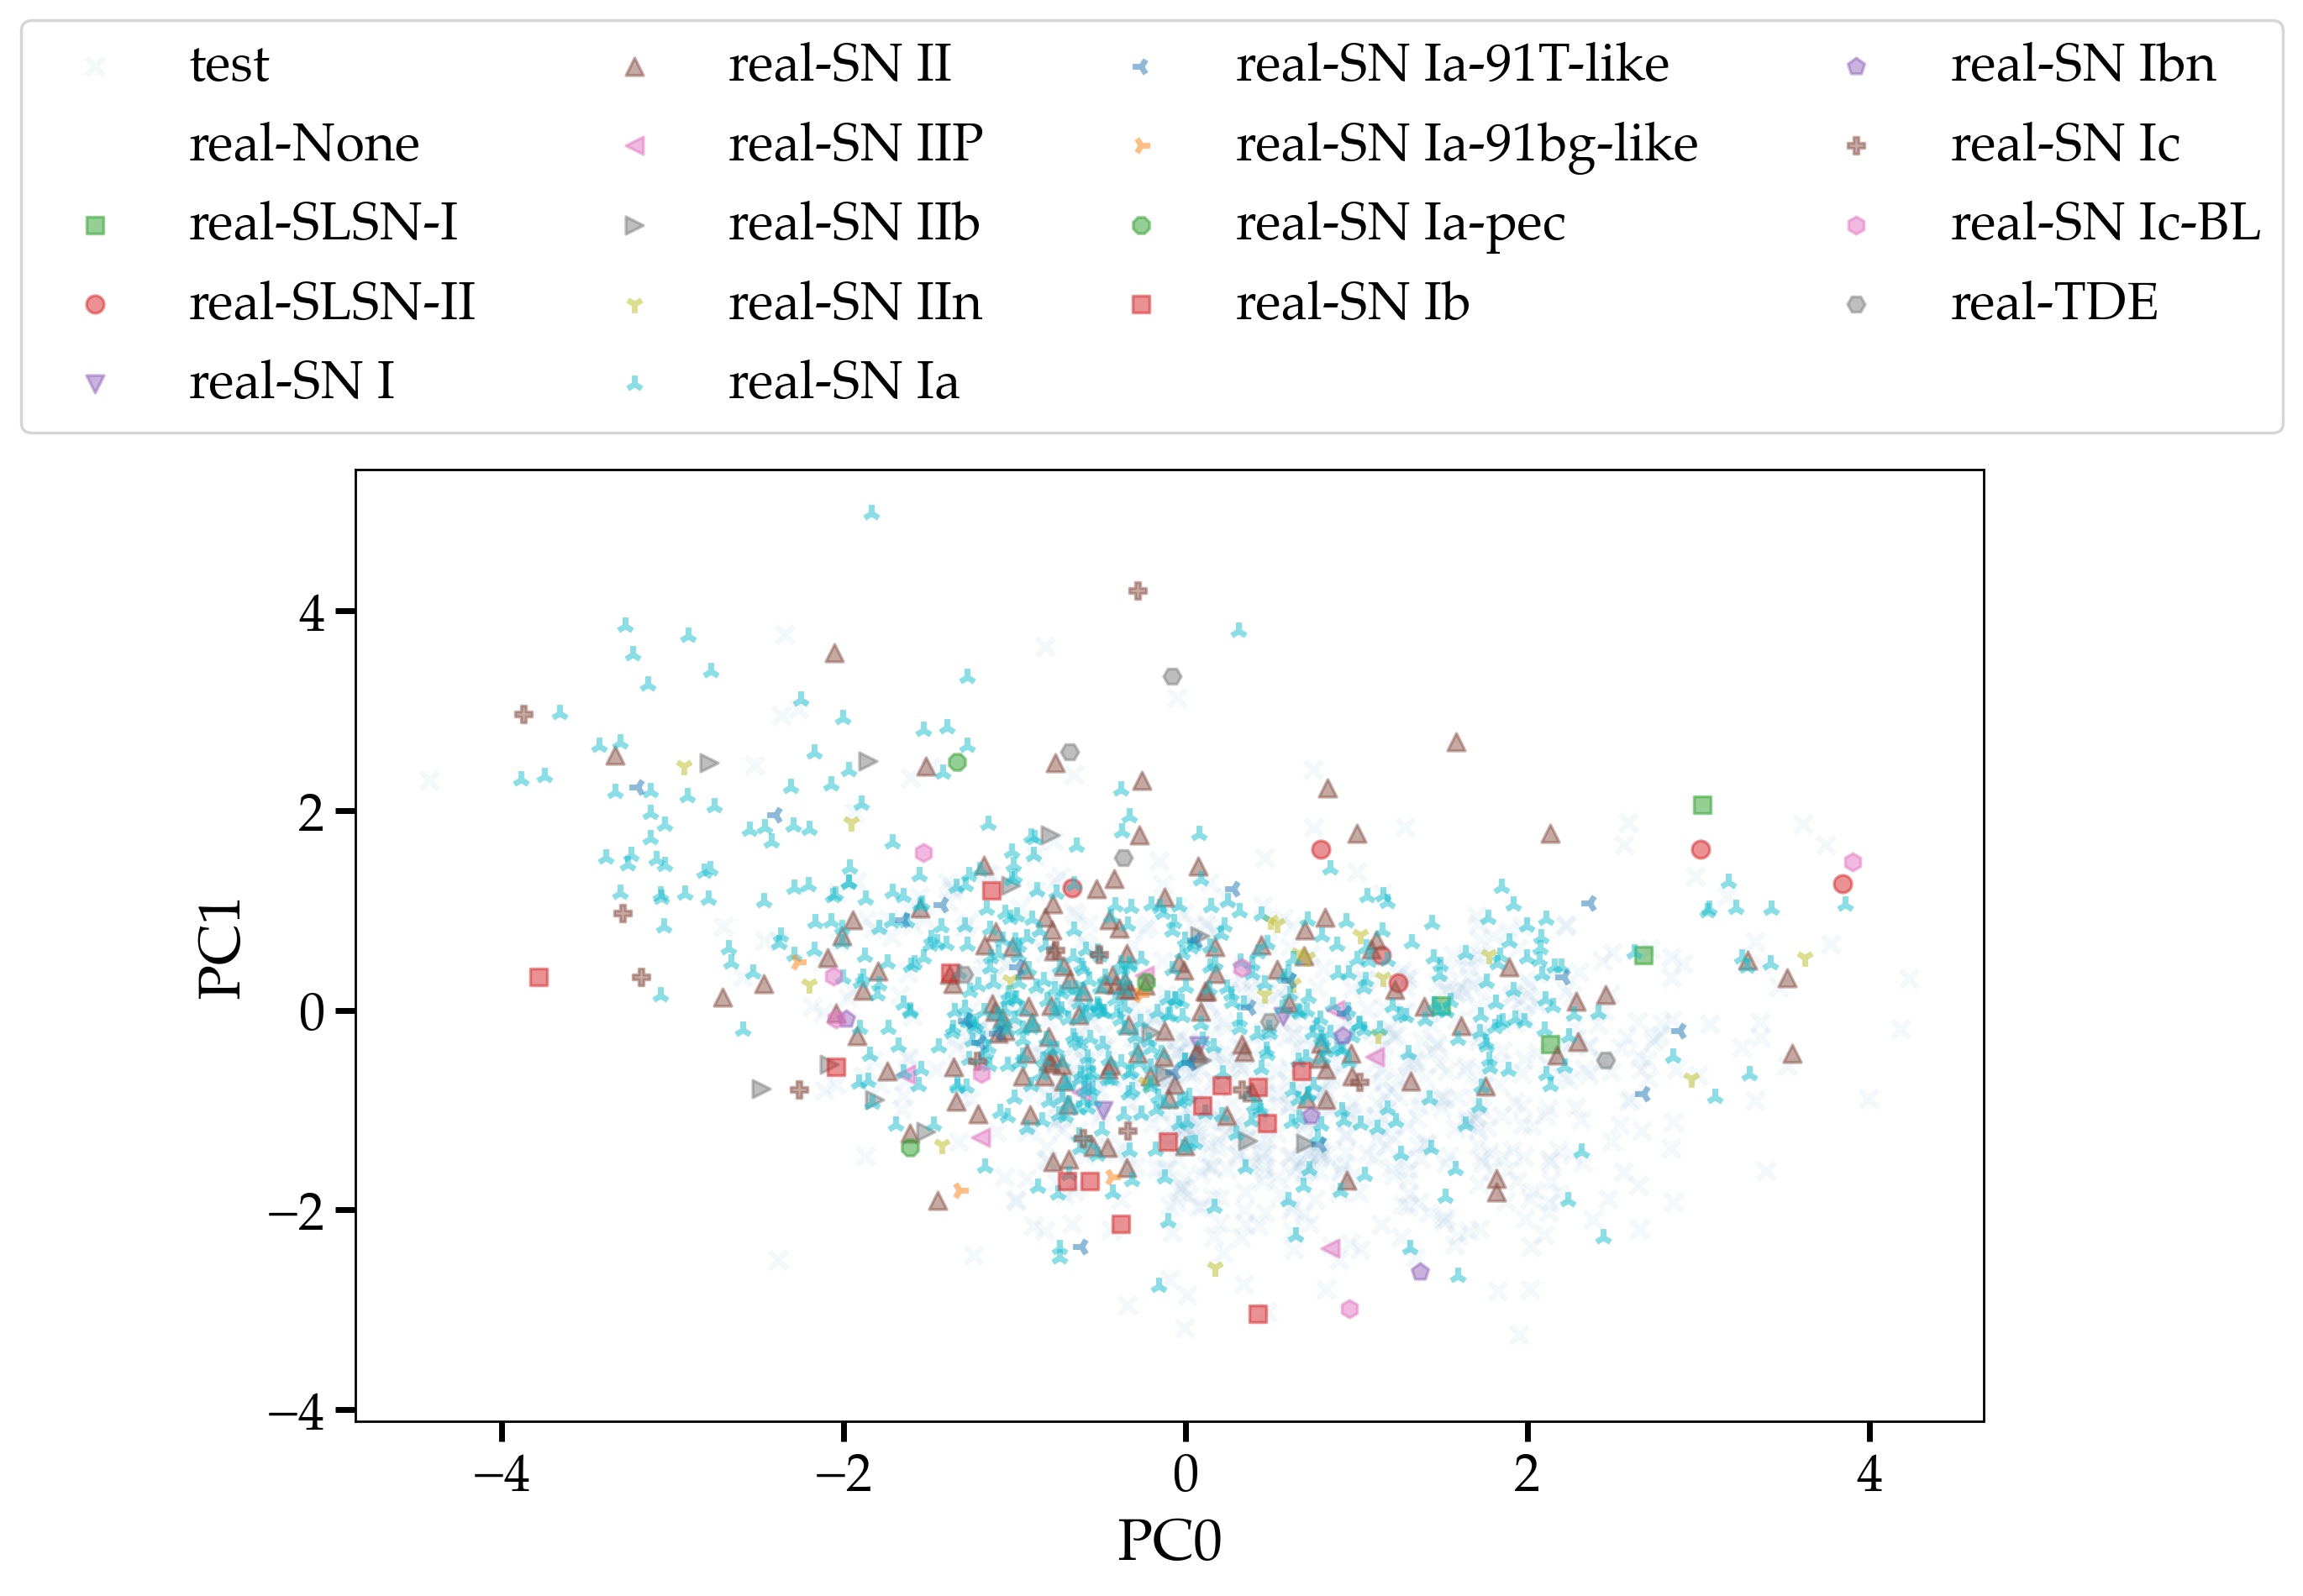 test
real-None
real-SLSN-I
real-SLSN-II
real-SN I
real-SN II
real-SN IIP
real-SN IIb
real-SN IIn
real-SN Ia
real-SN Ia-91T-like
real-SN Ia-91bg-like
real-SN Ia-pec
real-SN Ib
real-SN Ibn
real-SN Ic
real-SN Ic-BL
real-TDE
PC1
4
2
0
−2
−4
−4
−2
0
2
4
PC0